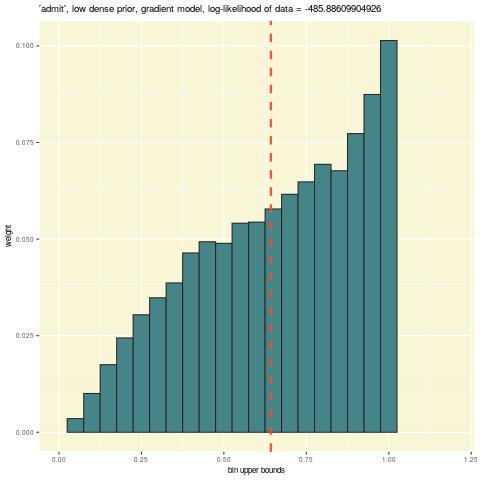 'admit', low dense prior, gradient model, log-likelihood of data = -485.88609904926
0.100
0.075
weight
0.050
0.025
0.000
0.00 0.25 0.50 0.75 1.00 1.25
bin upper bounds